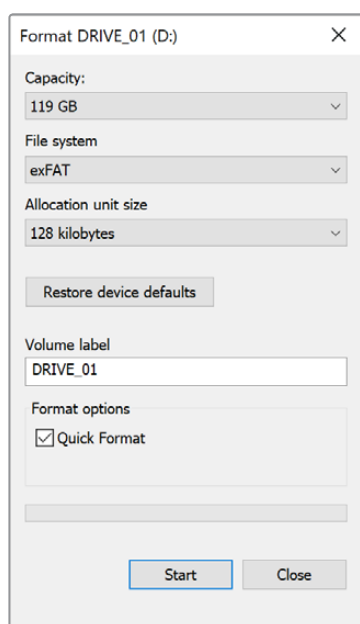 Format DRIVE_01 (D:)
Capacity:
119 GB
File system
exFAT
Allocation unit size
128 kilobytes
Restore device defaults
Volume label
DRIVE_01
Format options
Quick Format
Start Close